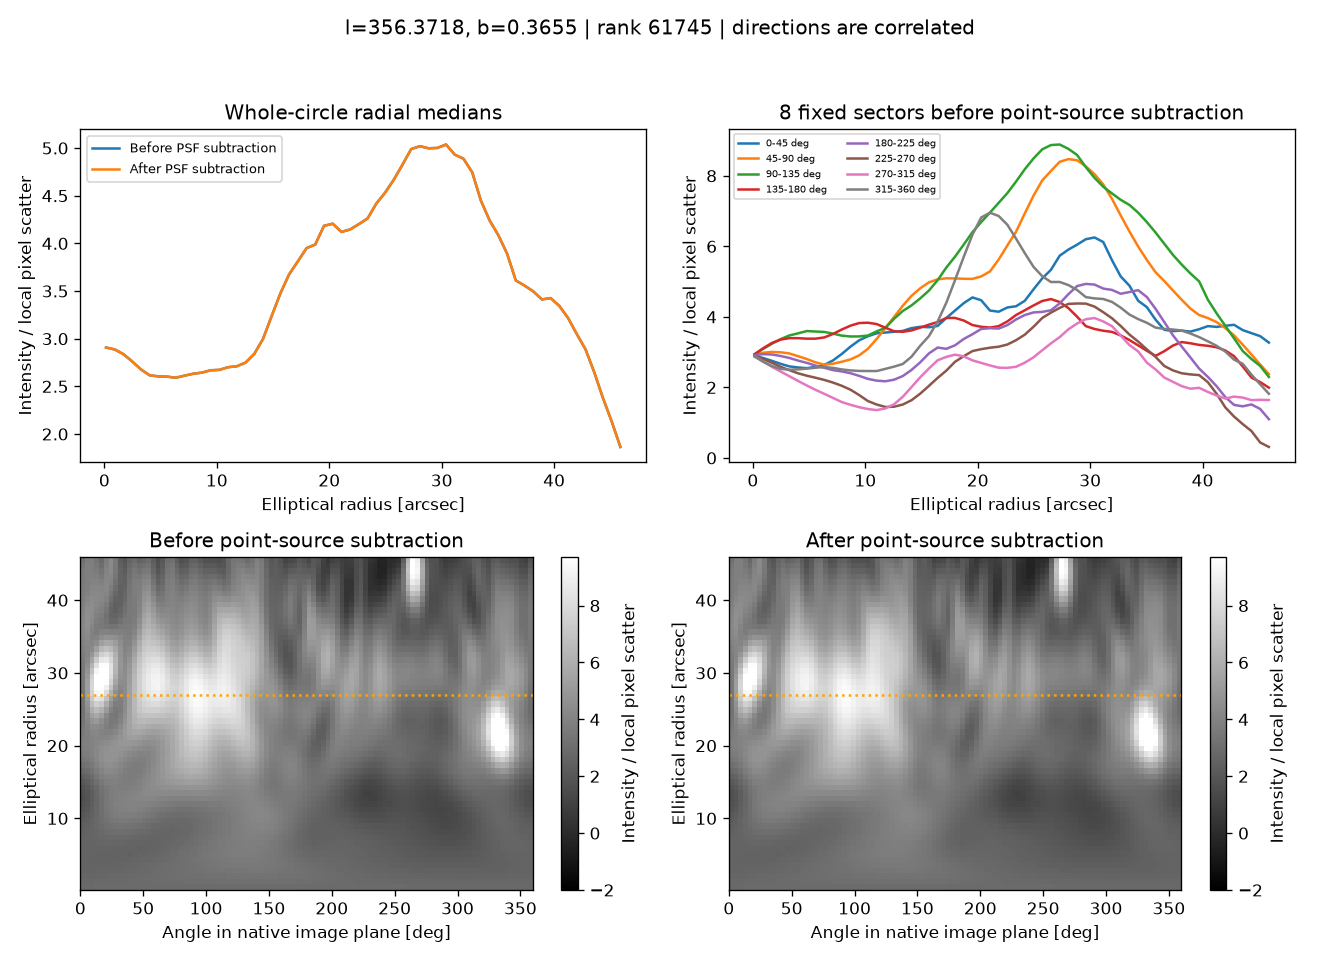 l=356.3718, b=0.3655 | rank 61745 | directions are correlated
Whole-circle radial medians
Before PSF subtraction
After PSF subtraction
Intensity / local pixel scatter
5.0
4.5
4.0
3.5
3.0
2.5
2.0
0 10 20 30 40
Elliptical radius [arcsec]
8 fixed sectors before point-source subtraction
0-45 deg 180-225 deg
45-90 deg 225-270 deg
90-135 deg 270-315 deg
135-180 deg 315-360 deg
Intensity / local pixel scatter
8
6
4
2
0
0 10 20 30 40
Elliptical radius [arcsec]
Before point-source subtraction
Elliptical radius [arcsec]
40
30
20
10
0 50 100 150 200 250 300 350
Angle in native image plane [deg]
8
6
4
2
0
−2
Intensity / local pixel scatter
After point-source subtraction
Elliptical radius [arcsec]
40
30
20
10
0 50 100 150 200 250 300 350
Angle in native image plane [deg]
8
6
4
2
0
−2
Intensity / local pixel scatter